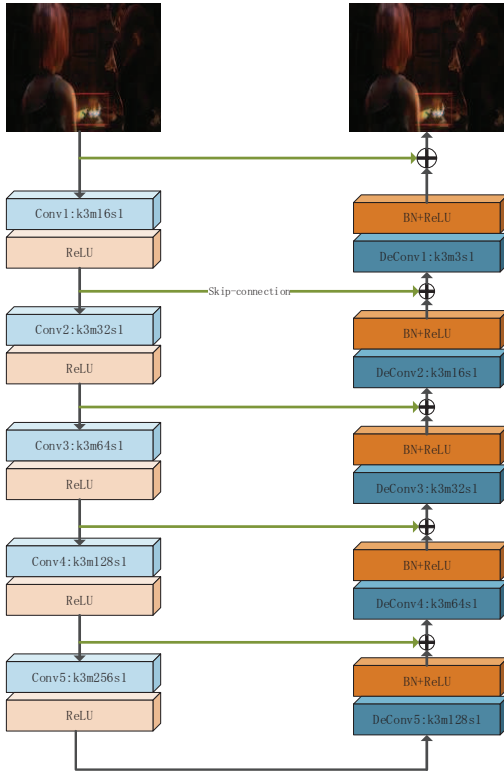 Conv1:k3m16s1
ReLU
Skip-connection
Conv2:k3m32s1
ReLU
Conv3:k3m64s1
ReLU
Conv4:k3m128s1
ReLU
Conv5:k3m256s1
ReLU
BN+ReLU
DeConv1:k3m3s1
BN+ReLU
DeConv2:k3m16s1
BN+ReLU
DeConv3:k3m32s1
BN+ReLU
DeConv4:k3m64s1
BN+ReLU
DeConv5:k3m128s1